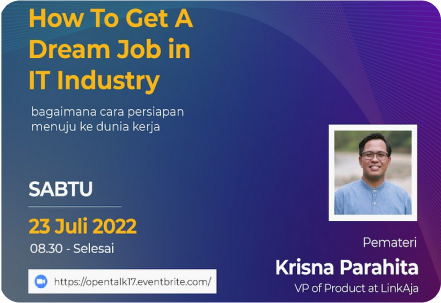 How To Get A
Dream Job in
IT Industry
bagaimana cara persiapan
menuju ke dunia kerja
SABTU
23 Juli 2022
08.30 - Selesai
https://opentalk17.eventbrite.com/
Pemateri
Krisna Parahita
VP of Product at LinkAja